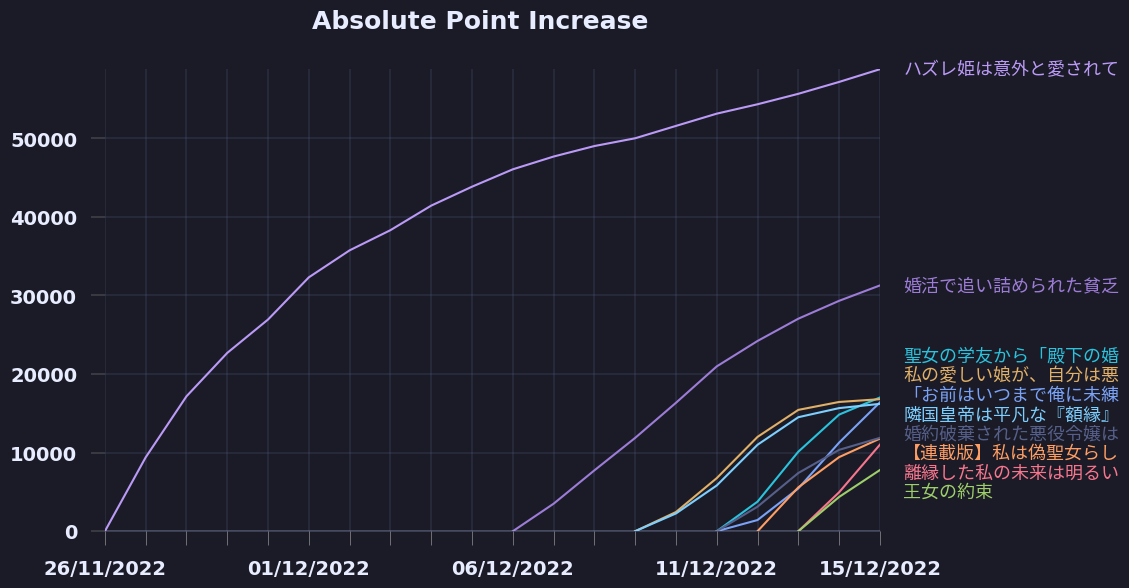 Absolute Point Increase
ハズレ姫は意外と愛されて
50000
40000
30000
20000
10000
0
婚活で追い詰められた貧乏
聖女の学友から「殿下の婚
私の愛しい娘が、自分は悪
「お前はいつまで俺に未練
隣国皇帝は平凡な『額縁』
婚約破棄された悪役令嬢は
【連載版】私は偽聖女らし
離縁した私の未来は明るい
王女の約束
26/11/2022
01/12/2022
06/12/2022
11/12/2022
15/12/2022